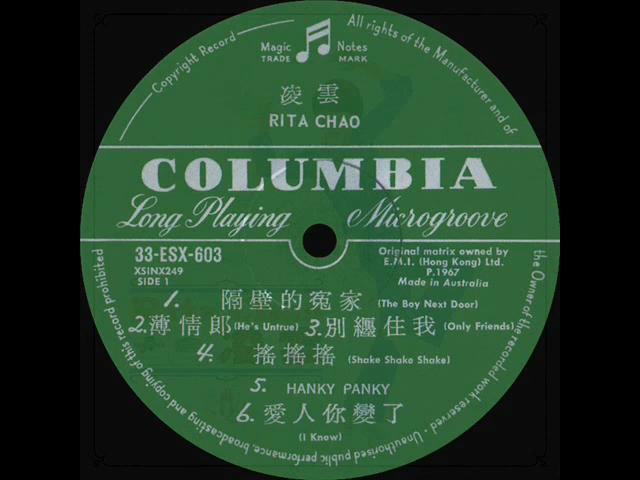 Copyright Record
Magic Notes
TRADE MARK
All rights of the Manufacturer and of
the Owner of the recorded work reserved - Unauthorised public performance, broadcasting and copying of this record prohibited
凌雲
RITA CHAO
COLUMBIA
Long Playing Microgroove
33-ESX-603
XSINX249
SIDE 1
Original matrix owned by
E.M.I. (Hong Kong) Ltd.
P.1967
Made in Australia
1. 隔壁的冤家 (The Boy Next Door)
2. 薄情郎 (He's Untrue) 3. 別纏住我 (Only Friends)
4. 搖搖搖 (Shake Shake Shake)
5. HANKY PANKY
6. 愛人你變了
(I Know)